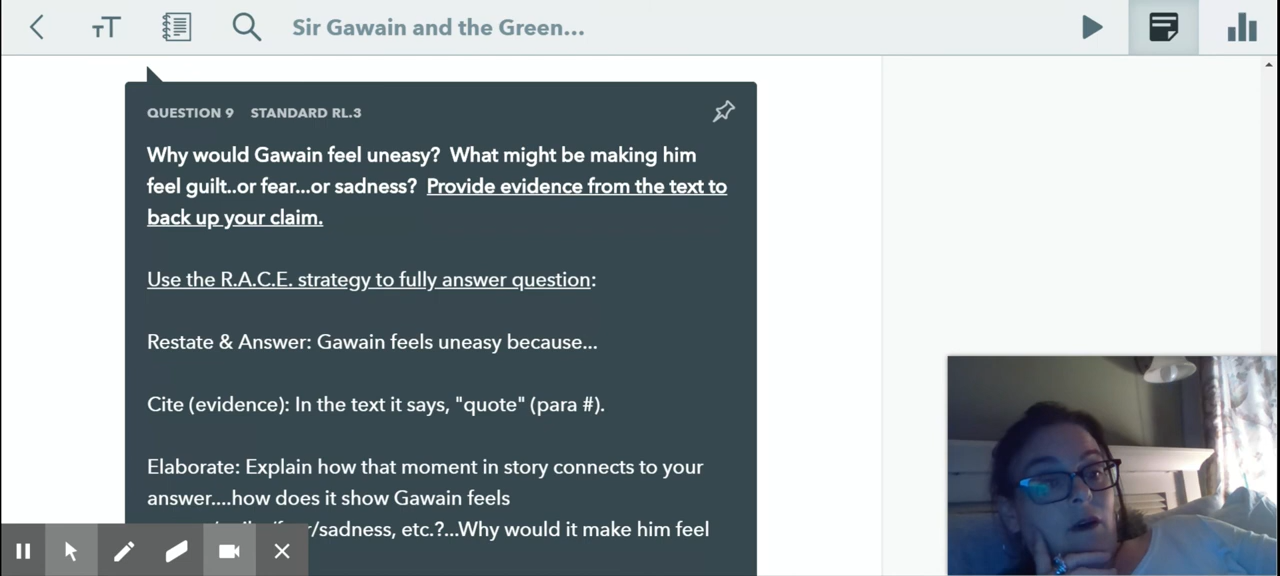 Sir Gawain and the Green...
QUESTION 9 STANDARD RL.3
Why would Gawain feel uneasy? What might be making him
feel guilt..or fear...or sadness? Provide evidence from the text to
back up your claim.
Use the R.A.C.E. strategy to fully answer question:
Restate & Answer: Gawain feels uneasy because...
Cite (evidence): In the text it says, "quote" (para #).
Elaborate: Explain how that moment in story connects to your
answer....how does it show Gawain feels
/sadness, etc.?...Why would it make him feel